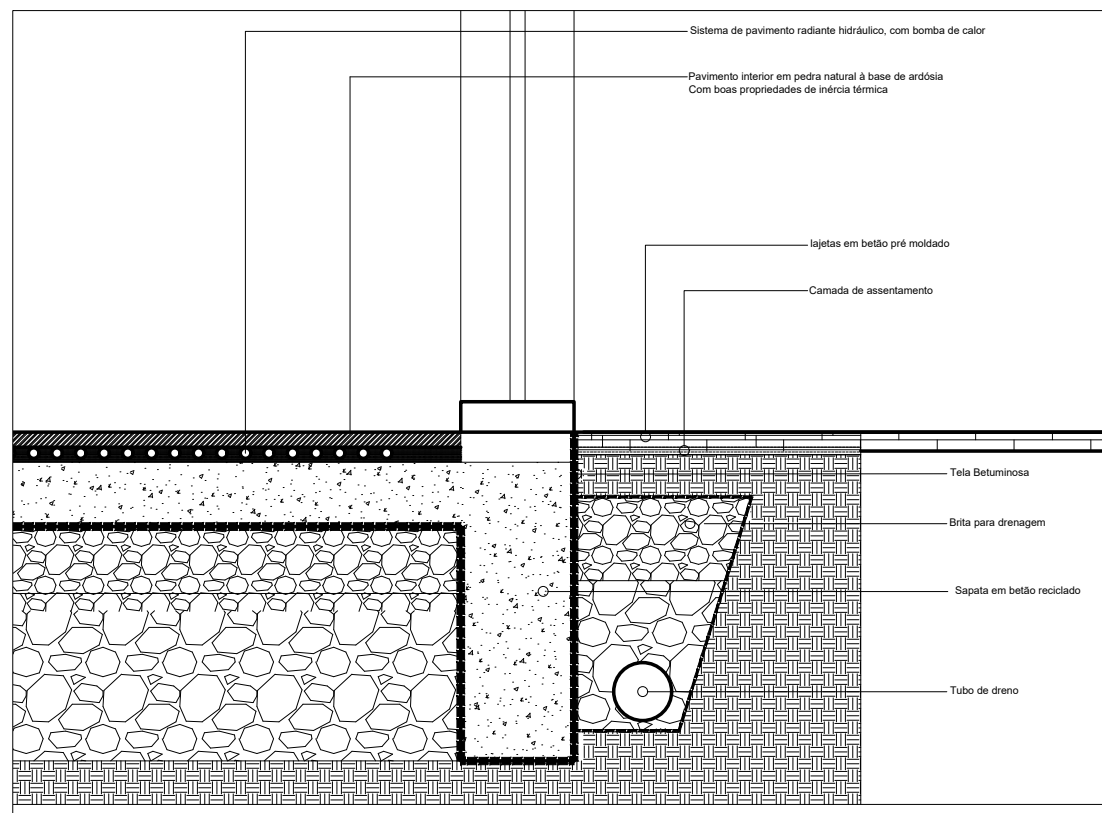 Sistema de pavimento radiante hidráulico, com bomba de calor
Pavimento interior em pedra natural à base de ardósia
Com boas propriedades de inércia térmica
lajetas em betão pré moldado
Camada de assentamento
Tela Betuminosa
Brita para drenagem
Sapata em betão reciclado
Tubo de dreno